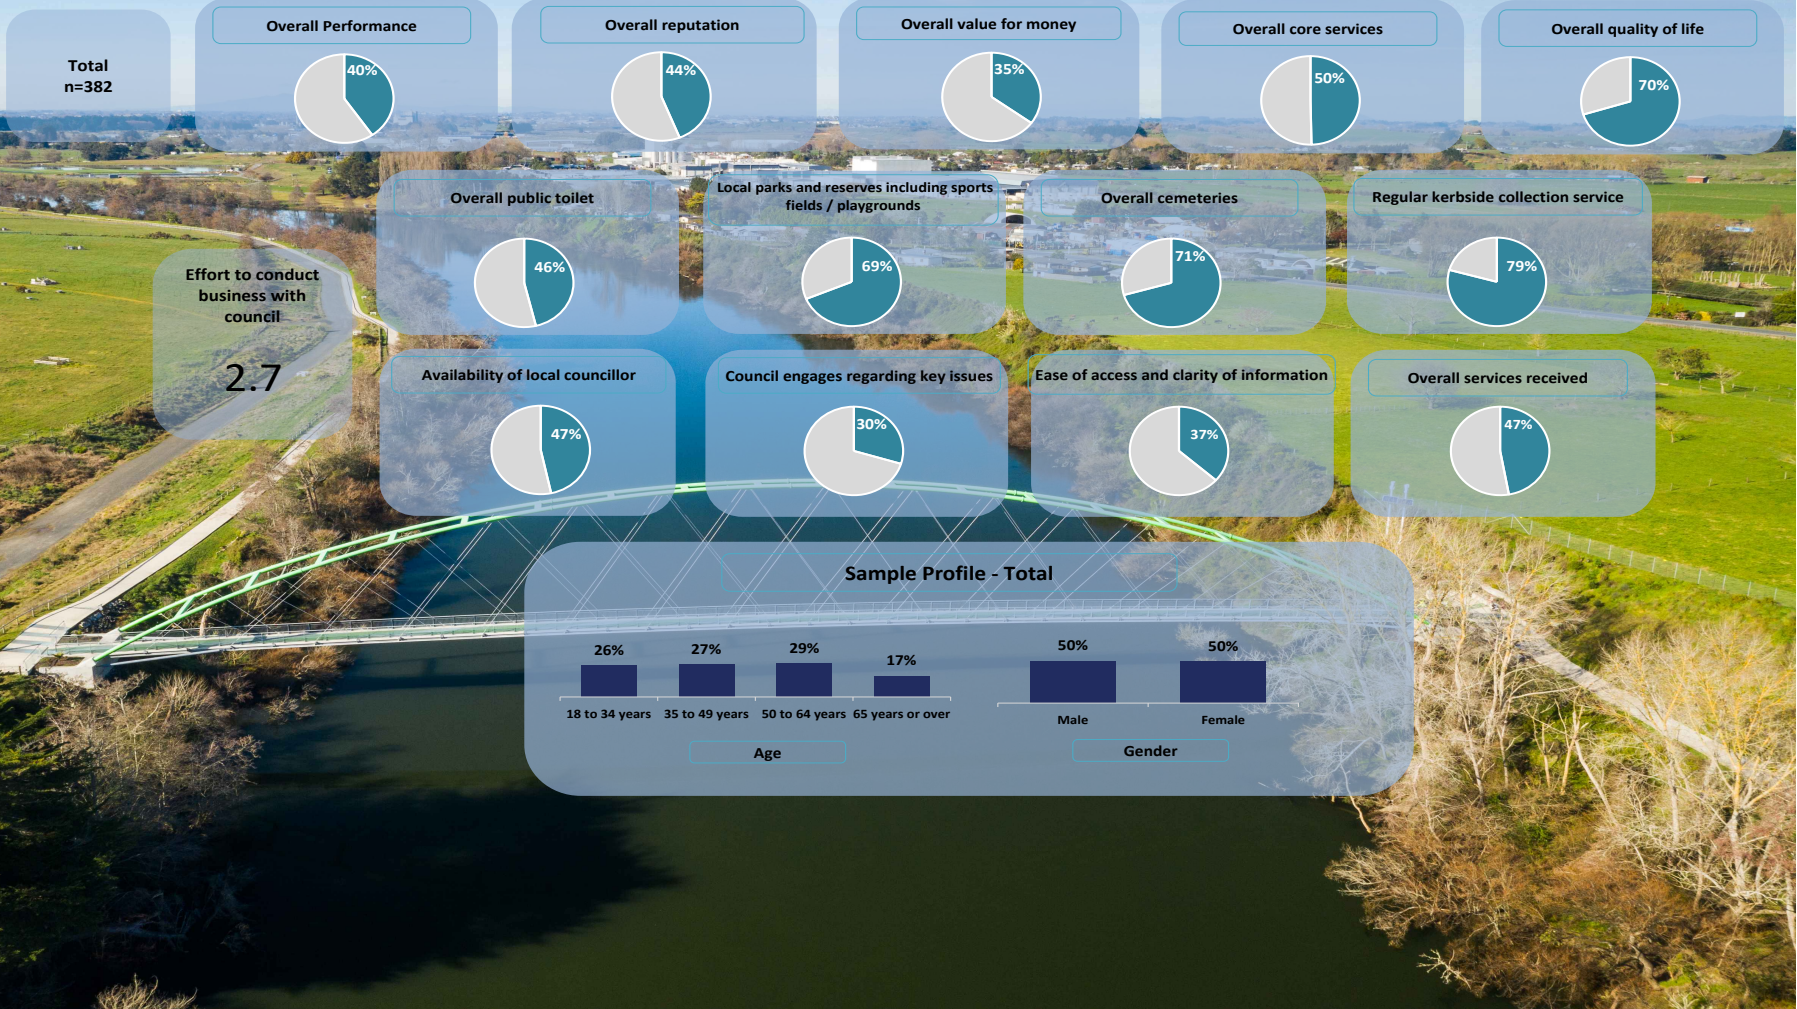 Total
n=382
Overall Performance
40%
Overall reputation
44%
Overall value for money
35%
Overall core services
50%
Overall quality of life
70%
Effort to conduct
business with
council
2.7
Overall public toilet
46%
Local parks and reserves including sports
fields / playgrounds
69%
Overall cemeteries
71%
Regular kerbside collection service
79%
Availability of local councillor
47%
Council engages regarding key issues
30%
Ease of access and clarity of information
37%
Overall services received
47%
Sample Profile - Total
26%
27%
29%
17%
18 to 34 years
35 to 49 years
50 to 64 years
65 years or over
Age
50%
50%
Male
Female
Gender